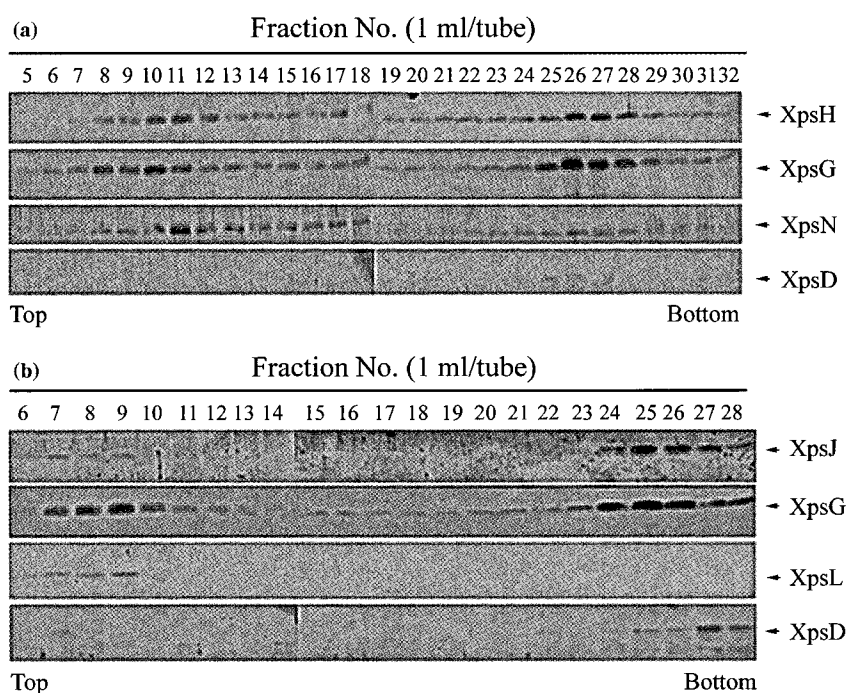 (a) Fraction No. (1 ml/tube)
5 6 7 8 9 10 11 12 13 14 15 16 17 18 19 20 21 22 23 24 25 26 27 28 29 30 31 32
XpsH
XpsG
XpsN
XpsD
Top Bottom
(b) Fraction No. (1 ml/tube)
6 7 8 9 10 11 12 13 14 15 16 17 18 19 20 21 22 23 24 25 26 27 28
XpsJ
XpsG
XpsL
XpsD
Top Bottom